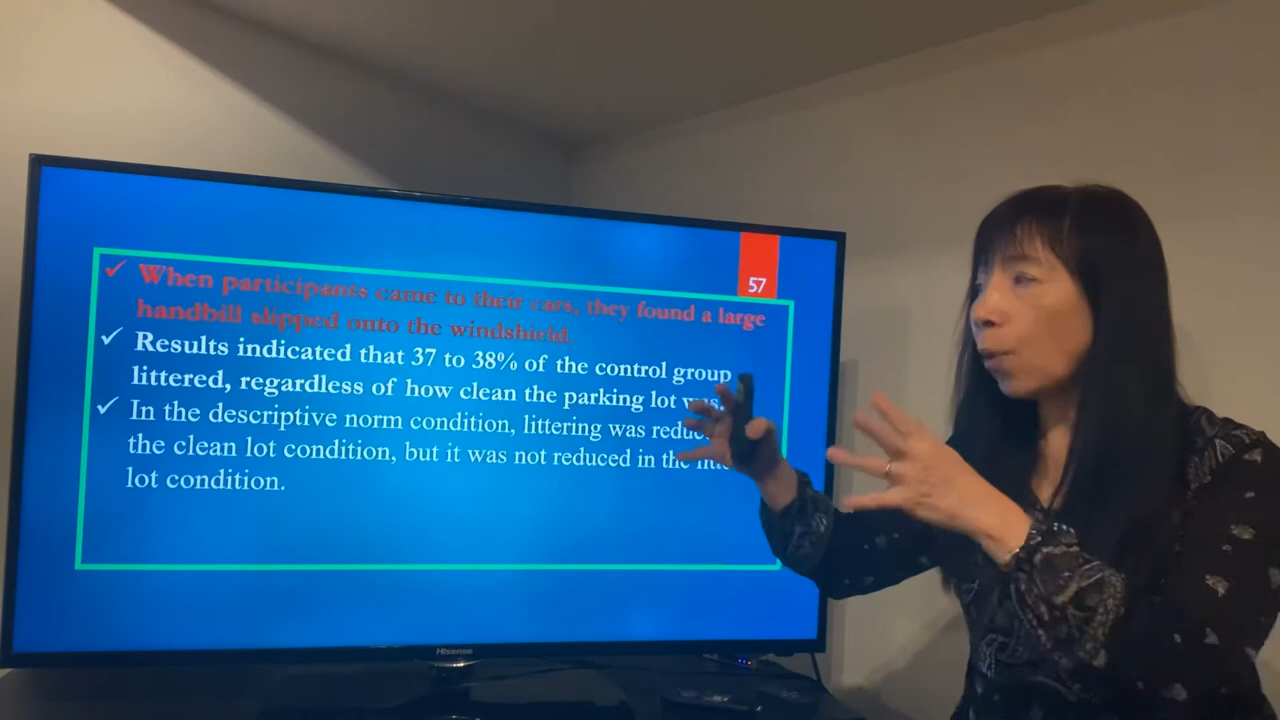 57
✓ When participants came to their cars, they found a large
handbill slipped onto the windshield.
✓ Results indicated that 37 to 38% of the control group
littered, regardless of how clean the parking lot was.
✓ In the descriptive norm condition, littering was
the clean lot condition, but it was not reduced in the
lot condition.
Hisense